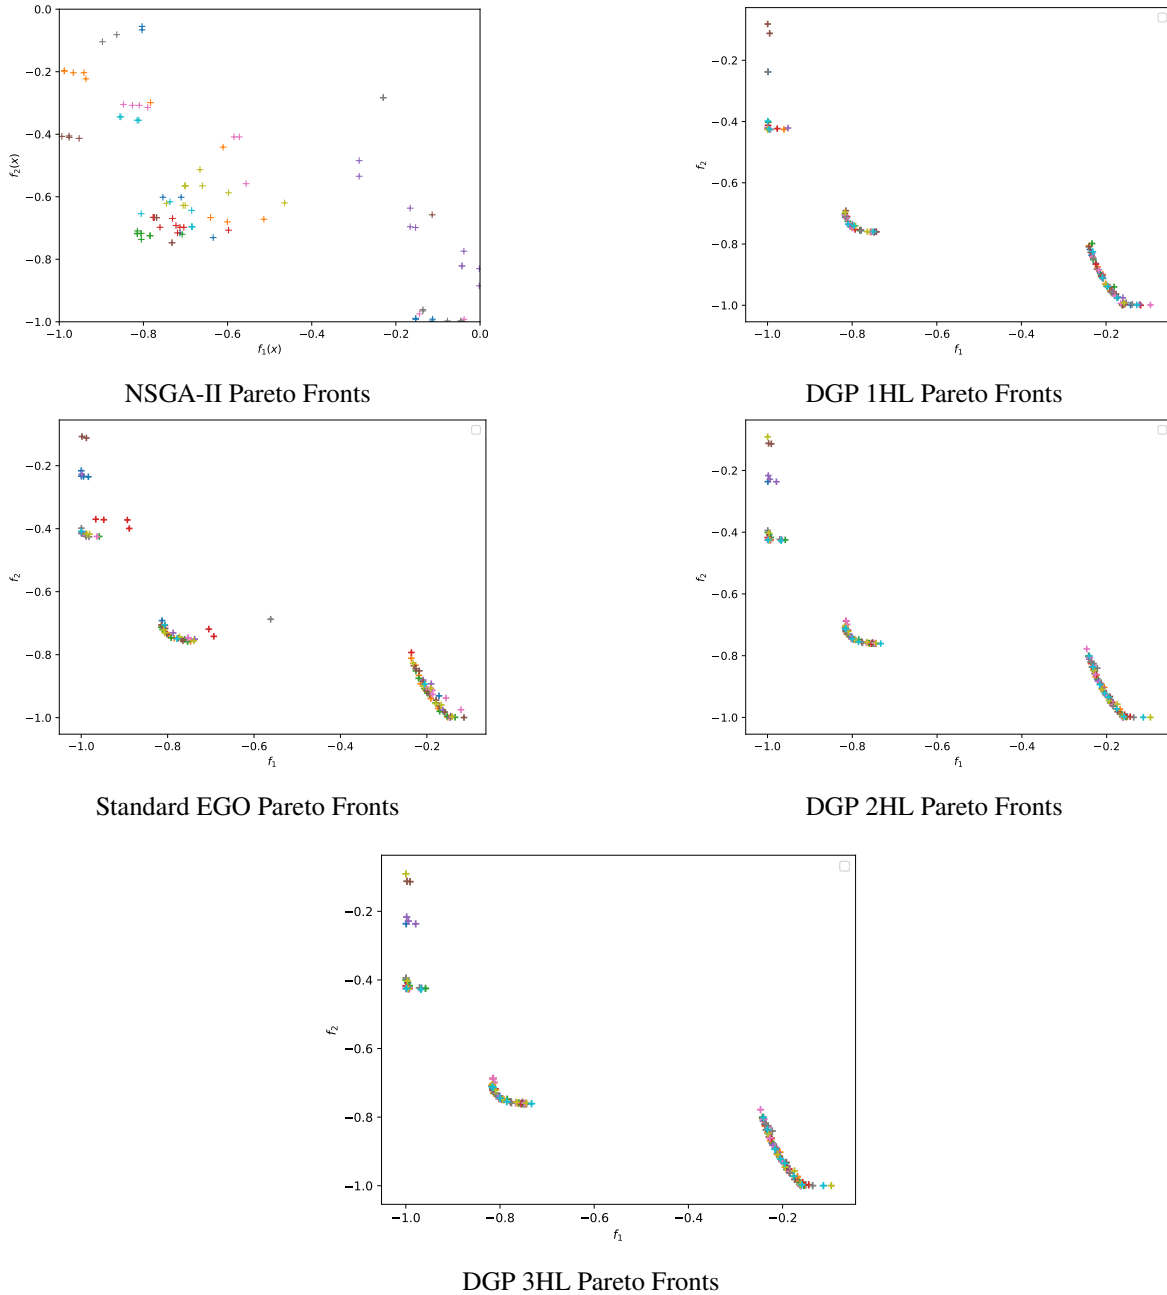 0.0
−0.2
−0.4
−0.6
−0.8
−1.0
f₂(x)
−1.0 −0.8 −0.6 −0.4 −0.2 0.0
f₁(x)
NSGA-II Pareto Fronts
−0.2
−0.4
−0.6
−0.8
−1.0
f₂
−1.0 −0.8 −0.6 −0.4 −0.2
f₁
DGP 1HL Pareto Fronts
−0.2
−0.4
−0.6
−0.8
−1.0
f₂
−1.0 −0.8 −0.6 −0.4 −0.2
f₁
Standard EGO Pareto Fronts
−0.2
−0.4
−0.6
−0.8
−1.0
f₂
−1.0 −0.8 −0.6 −0.4 −0.2
f₁
DGP 2HL Pareto Fronts
−0.2
−0.4
−0.6
−0.8
−1.0
f₂
−1.0 −0.8 −0.6 −0.4 −0.2
f₁
DGP 3HL Pareto Fronts